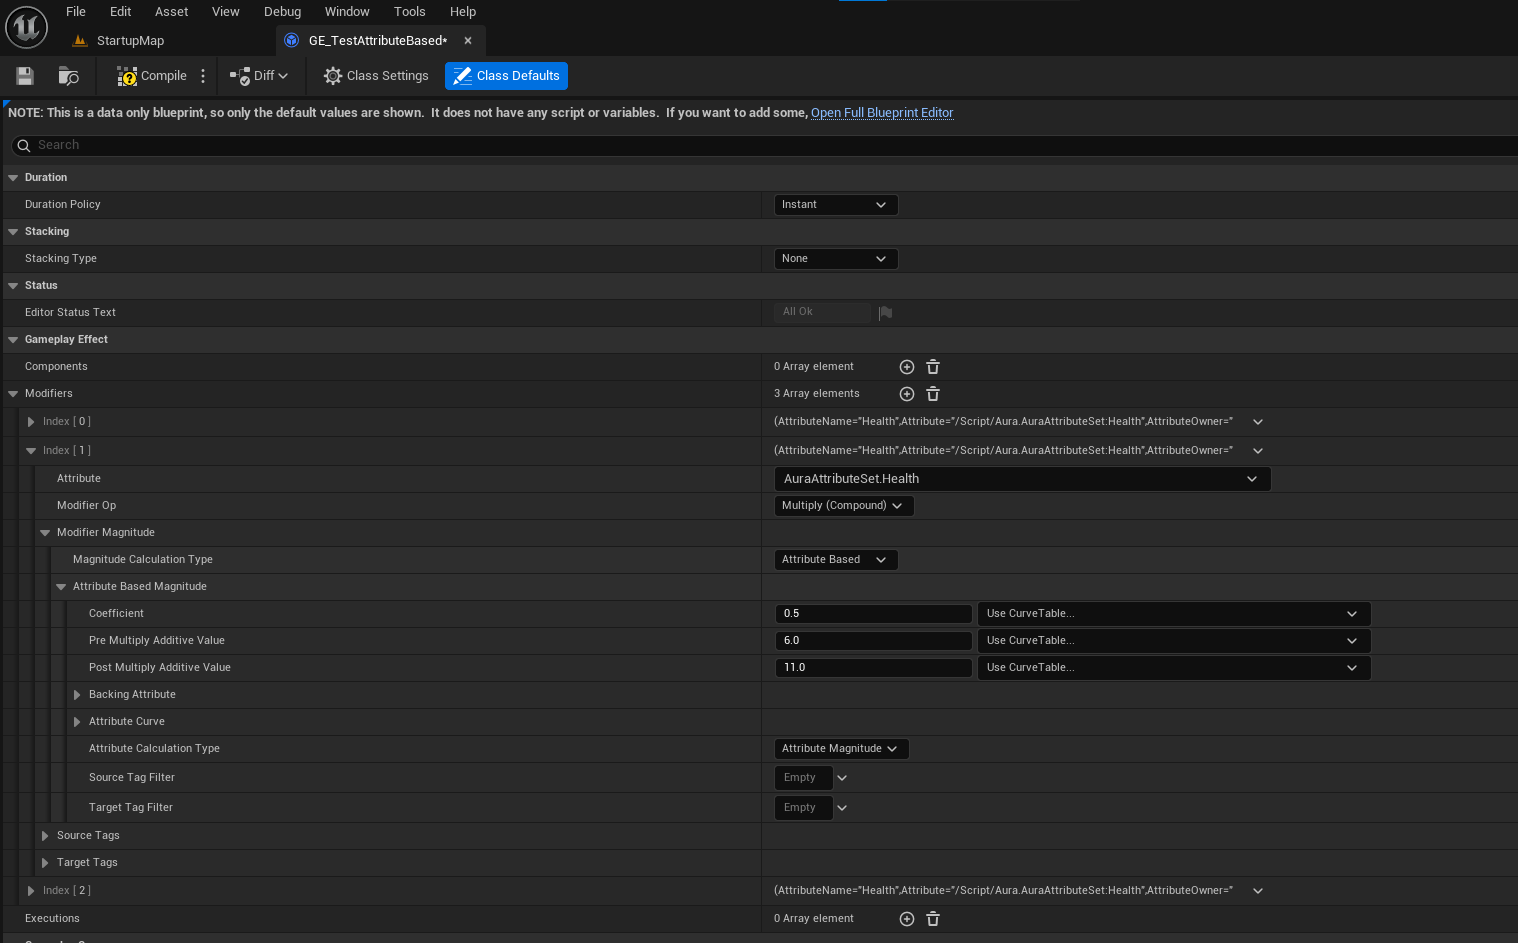 File Edit Asset View Debug Window Tools Help
StartupMap GE_TestAttributeBased*
Compile Diff Class Settings Class Defaults
NOTE: This is a data only blueprint, so only the default values are shown. It does not have any script or variables. If you want to add some, Open Full Blueprint Editor
Search
Duration
Duration Policy Instant
Stacking
Stacking Type None
Status
Editor Status Text All Ok
Gameplay Effect
Components 0 Array element
Modifiers 3 Array elements
Index [ 0 ] (AttributeName="Health",Attribute="/Script/Aura.AuraAttributeSet:Health",AttributeOwner="
Index [ 1 ] (AttributeName="Health",Attribute="/Script/Aura.AuraAttributeSet:Health",AttributeOwner="
Attribute AuraAttributeSet.Health
Modifier Op Multiply (Compound)
Modifier Magnitude
Magnitude Calculation Type Attribute Based
Attribute Based Magnitude
Coefficient 0.5 Use CurveTable...
Pre Multiply Additive Value 6.0 Use CurveTable...
Post Multiply Additive Value 11.0 Use CurveTable...
Backing Attribute
Attribute Curve
Attribute Calculation Type Attribute Magnitude
Source Tag Filter Empty
Target Tag Filter Empty
Source Tags
Target Tags
Index [ 2 ] (AttributeName="Health",Attribute="/Script/Aura.AuraAttributeSet:Health",AttributeOwner="
Executions 0 Array element